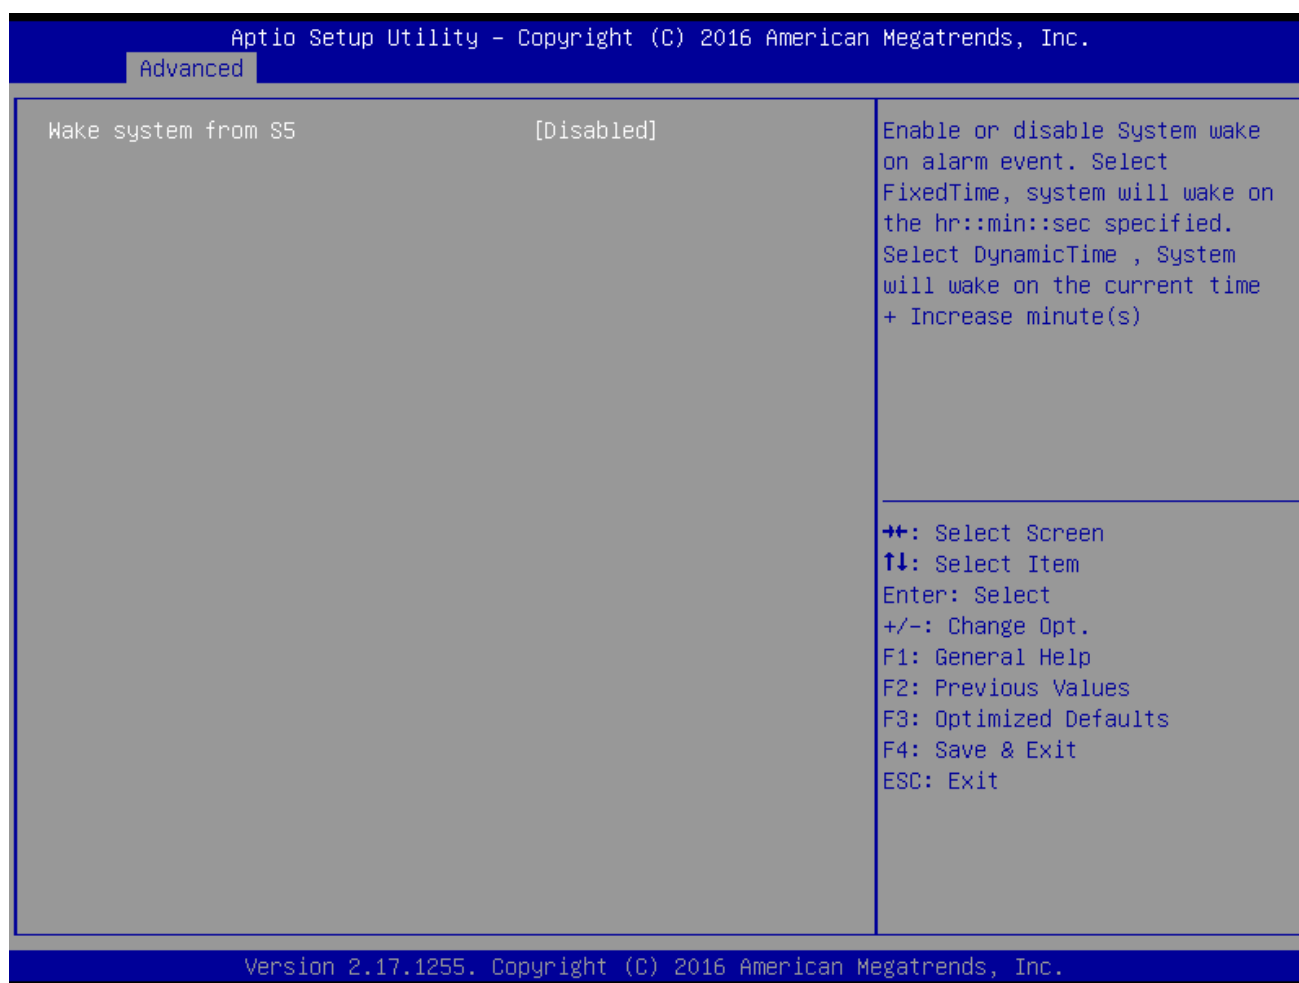 Aptio Setup Utility – Copyright (C) 2016 American Megatrends, Inc.
Advanced
Wake system from S5 [Disabled]
Enable or disable System wake
on alarm event. Select
FixedTime, system will wake on
the hr::min::sec specified.
Select DynamicTime , System
will wake on the current time
+ Increase minute(s)
→←: Select Screen
↑↓: Select Item
Enter: Select
+/-: Change Opt.
F1: General Help
F2: Previous Values
F3: Optimized Defaults
F4: Save & Exit
ESC: Exit
Version 2.17.1255. Copyright (C) 2016 American Megatrends, Inc.